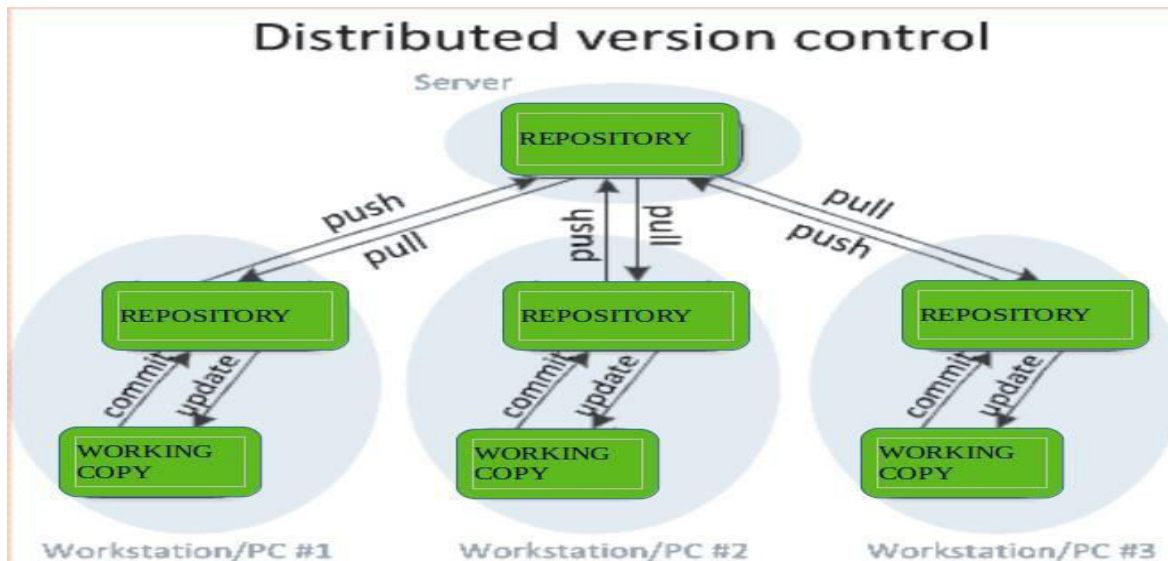 Distributed version control
Server
REPOSITORY
push
pull
push
pull
pull
push
REPOSITORY
REPOSITORY
REPOSITORY
commit
update
commit
update
commit
update
WORKING
COPY
WORKING
COPY
WORKING
COPY
Workstation/PC #1
Workstation/PC #2
Workstation/PC #3